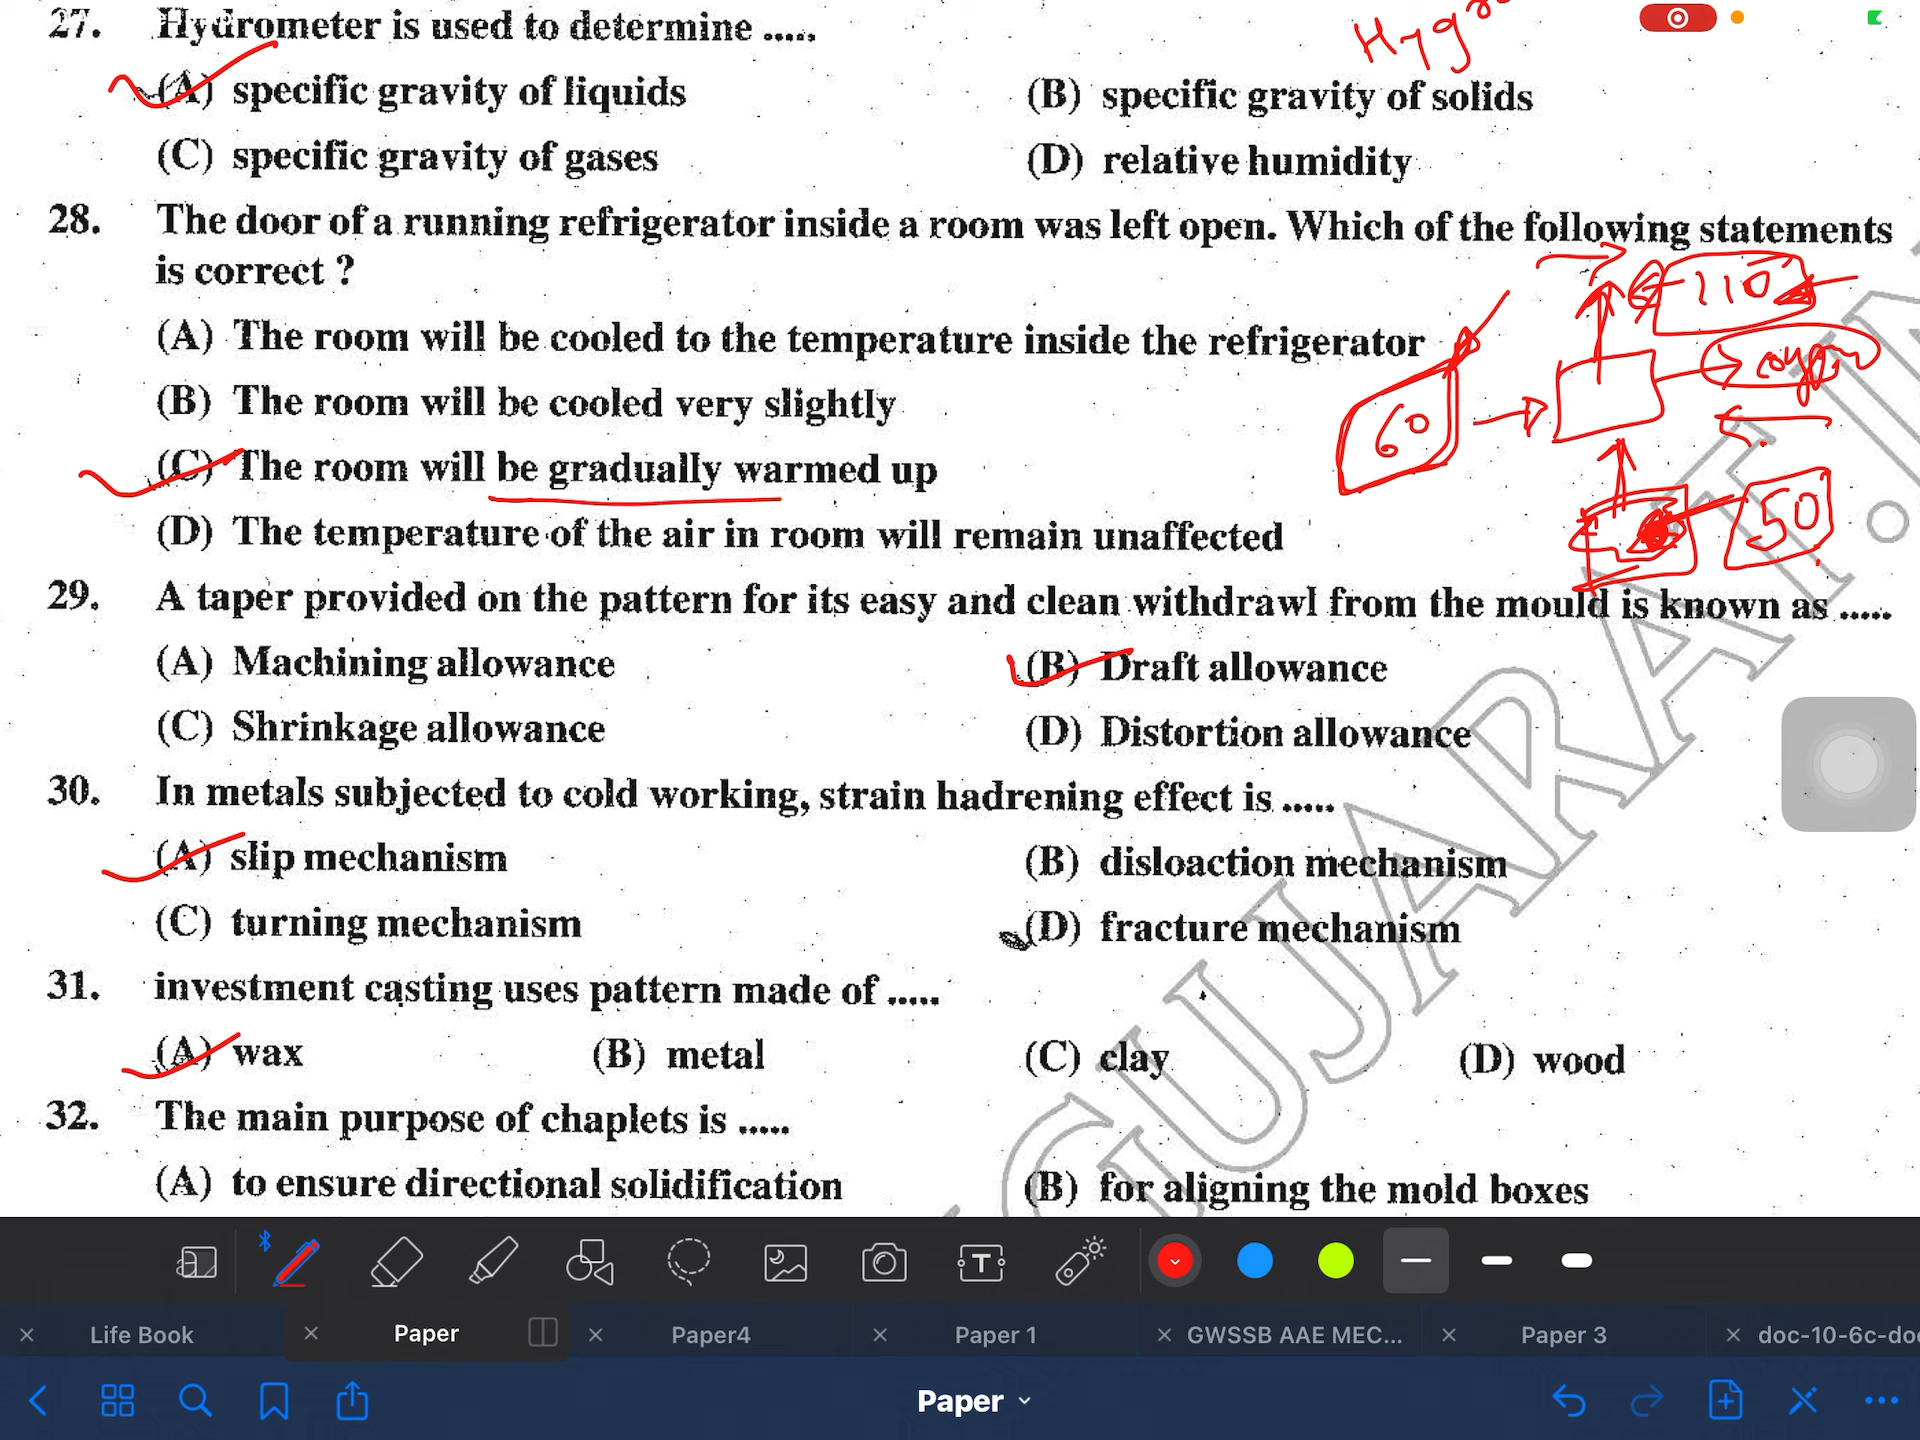 27. Hydrometer is used to determine .....
Hyg
(A) specific gravity of liquids (B) specific gravity of solids
(C) specific gravity of gases (D) relative humidity
28. The door of a running refrigerator inside a room was left open. Which of the following statements
is correct ?
110
(A) The room will be cooled to the temperature inside the refrigerator
60
(B) The room will be cooled very slightly
(C) The room will be gradually warmed up
50
(D) The temperature of the air in room will remain unaffected
29. A taper provided on the pattern for its easy and clean withdrawl from the mould is known as .....
(A) Machining allowance (B) Draft allowance
(C) Shrinkage allowance (D) Distortion allowance
30. In metals subjected to cold working, strain hadrening effect is .....
(A) slip mechanism (B) disloaction mechanism
(C) turning mechanism (D) fracture mechanism
31. investment casting uses pattern made of .....
(A) wax (B) metal (C) clay (D) wood
32. The main purpose of chaplets is .....
(A) to ensure directional solidification (B) for aligning the mold boxes
GUJARAT.IN
Life Book Paper Paper4 Paper 1 GWSSB AAE MEC... Paper 3 doc-10-6c-do
Paper